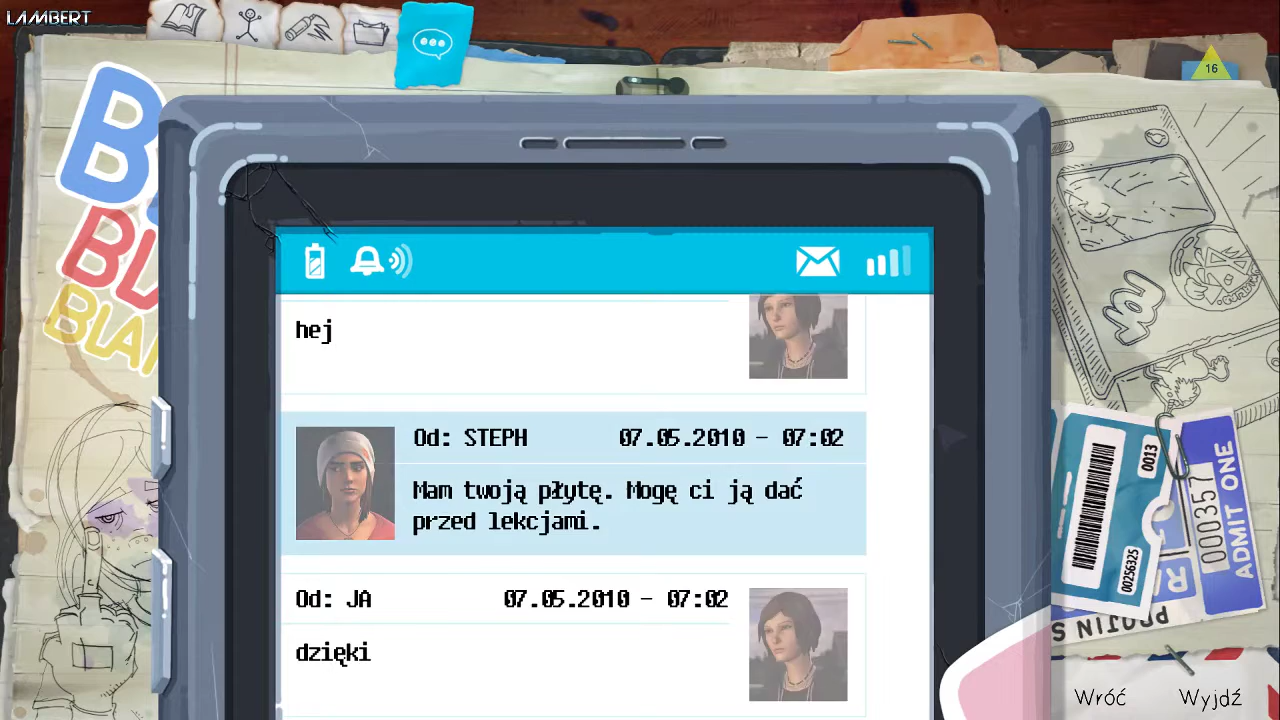 LAMBERT
16
hej
Od: STEPH 07.05.2010 - 07:02
Mam twoją płytę. Mogę ci ją dać
przed lekcjami.
Od: JA 07.05.2010 - 07:02
dzięki
0013
00256325
000357
ADMIT ONE
Wróć Wyjdź